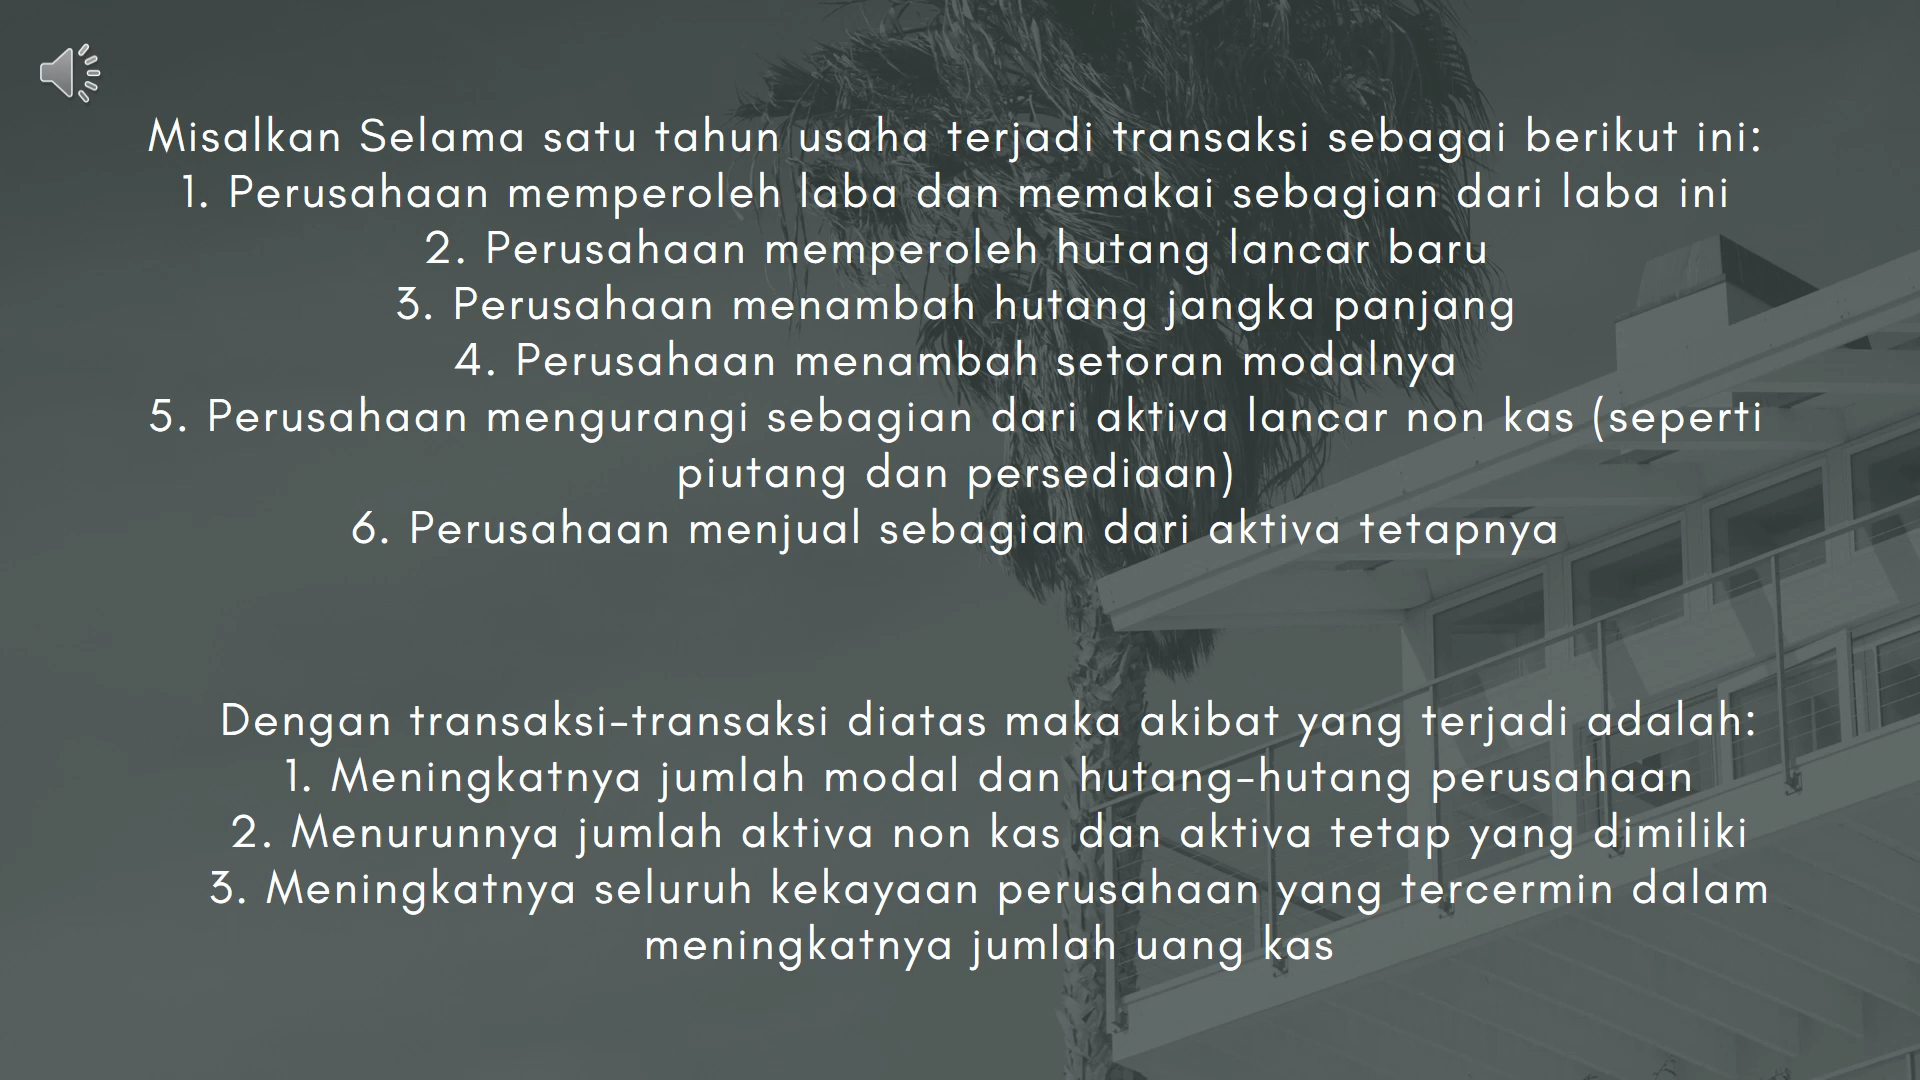 Misalkan Selama satu tahun usaha terjadi transaksi sebagai berikut ini:
1. Perusahaan memperoleh laba dan memakai sebagian dari laba ini
2. Perusahaan memperoleh hutang lancar baru
3. Perusahaan menambah hutang jangka panjang
4. Perusahaan menambah setoran modalnya
5. Perusahaan mengurangi sebagian dari aktiva lancar non kas (seperti
piutang dan persediaan)
6. Perusahaan menjual sebagian dari aktiva tetapnya
Dengan transaksi-transaksi diatas maka akibat yang terjadi adalah:
1. Meningkatnya jumlah modal dan hutang-hutang perusahaan
2. Menurunnya jumlah aktiva non kas dan aktiva tetap yang dimiliki
3. Meningkatnya seluruh kekayaan perusahaan yang tercermin dalam
meningkatnya jumlah uang kas